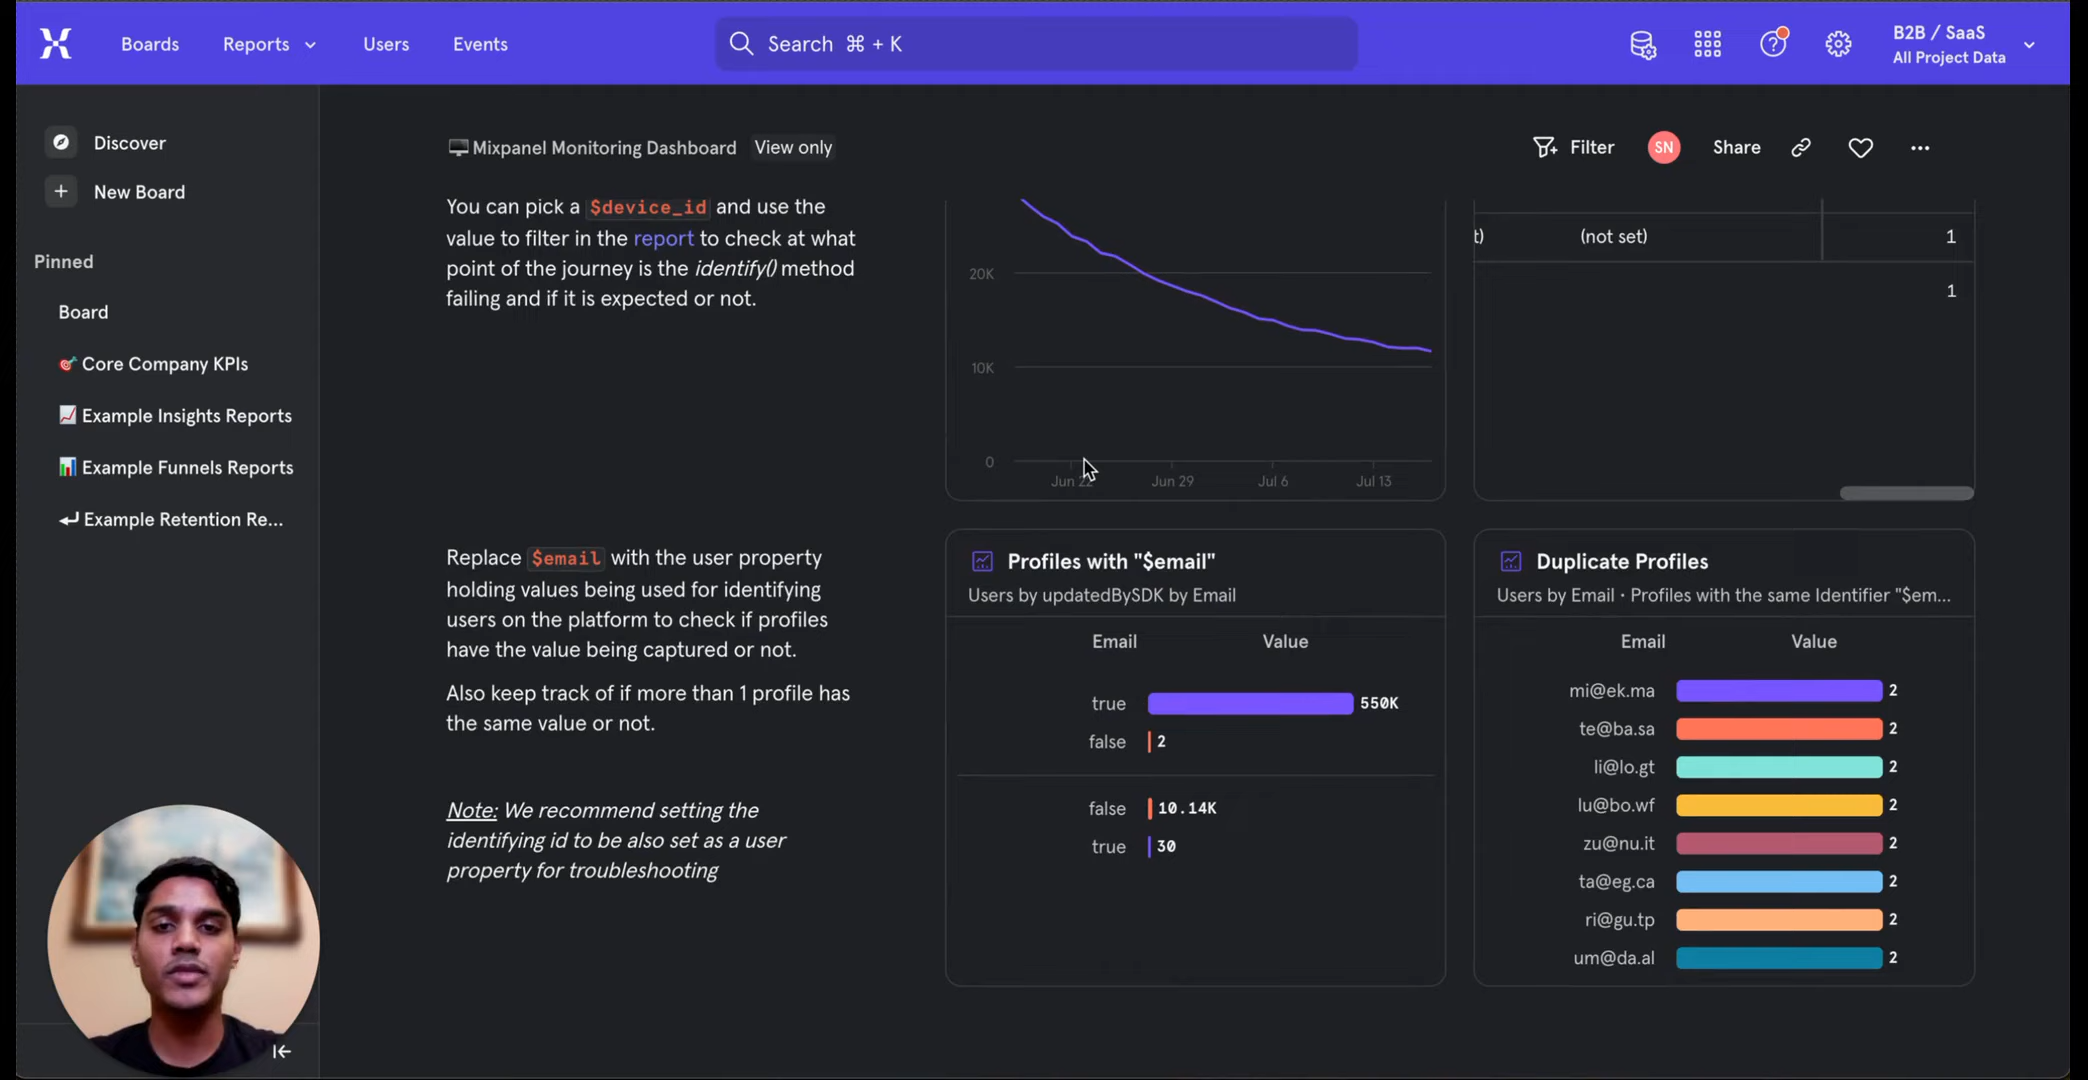 Boards
Reports
Users
Events
Search ⌘ + K
B2B / SaaS
All Project Data
Discover
New Board
Pinned
Board
🎯 Core Company KPIs
📈 Example Insights Reports
📊 Example Funnels Reports
Example Retention Re...
🖥️ Mixpanel Monitoring Dashboard
View only
Filter
SN
Share
You can pick a $device_id and use the
value to filter in the report to check at what
point of the journey is the identify() method
failing and if it is expected or not.
20K
10K
0
Jun 22
Jun 29
Jul 6
Jul 13
t) (not set) 1
1
Replace $email with the user property
holding values being used for identifying
users on the platform to check if profiles
have the value being captured or not.
Also keep track of if more than 1 profile has
the same value or not.
Note: We recommend setting the
identifying id to be also set as a user
property for troubleshooting
Profiles with "$email"
Users by updatedBySDK by Email
Email Value
true 550K
false 2
false 10.14K
true 30
Duplicate Profiles
Users by Email · Profiles with the same Identifier "$em...
Email Value
mi@ek.ma 2
te@ba.sa 2
li@lo.gt 2
lu@bo.wf 2
zu@nu.it 2
ta@eg.ca 2
ri@gu.tp 2
um@da.al 2